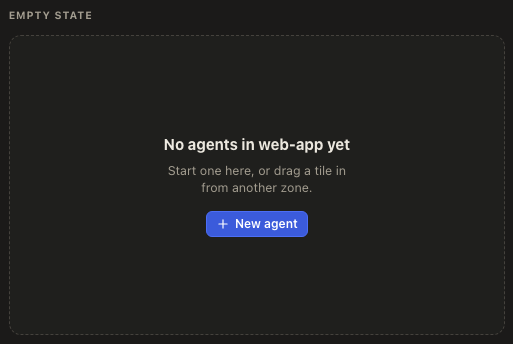 EMPTY STATE
No agents in web-app yet
Start one here, or drag a tile in
from another zone.
+ New agent